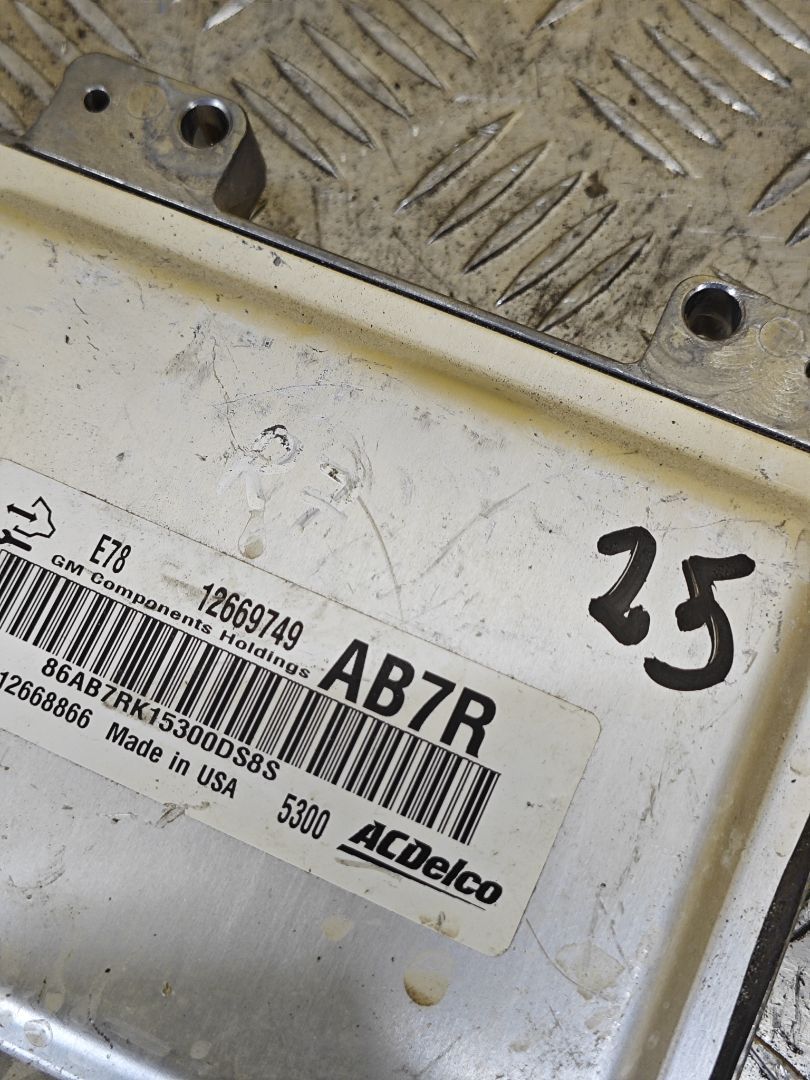 25
E78 12669749
GM Components Holdings AB7R
86AB7RK15300DS8S
12668866 Made in USA 5300 ACDelco